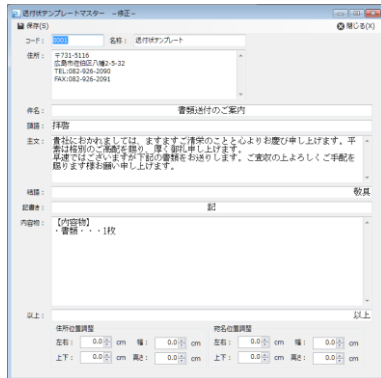 送付状テンプレートマスター －修正－
保存(S) 閉じる(X)
コード： 0001 名称： 送付状テンプレート
住所： 〒731-5116
広島市佐伯区八幡2-5-32
TEL:082-926-2090
FAX:082-926-2091
件名： 書類送付のご案内
頭語： 拝啓
主文： 貴社におかれましては、ますますご清栄のことと心よりお慶び申し上げます。平
素は格別のご高配を賜り、厚く御礼申し上げます。
早速ではございますが下記の書類をお送りします。ご査収の上よろしくご手配を
賜ります様お願い申し上げます。
結語： 敬具
記書き： 記
内容物： 【内容物】
・書類・・・1枚
以上： 以上
住所位置調整 宛名位置調整
左右： 0.0 cm 幅： 0.0 cm 左右： 0.0 cm 幅： 0.0 cm
上下： 0.0 cm 高さ： 0.0 cm 上下： 0.0 cm 高さ： 0.0 cm